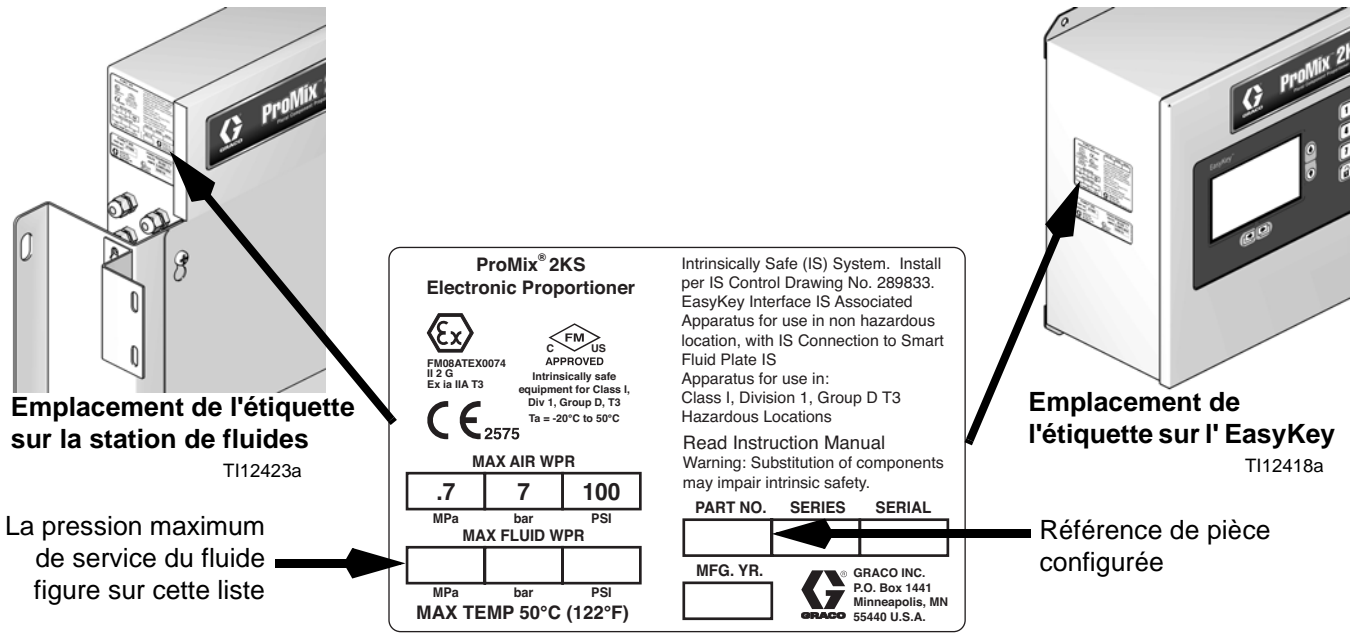 ProMix
GRACO
Emplacement de l'étiquette
sur la station de fluides
TI12423a
ProMix 2K
GRACO
EasyKey
Emplacement de
l'étiquette sur l' EasyKey
TI12418a
ProMix® 2KS
Electronic Proportioner
Ex
FM08ATEX0074
II 2 G
Ex ia IIA T3
CE 2575
C FM US
APPROVED
Intrinsically safe
equipment for Class I,
Div 1, Group D, T3
Ta = -20°C to 50°C
MAX AIR WPR
.7 7 100
MPa bar PSI
MAX FLUID WPR
MPa bar PSI
MAX TEMP 50°C (122°F)
Intrinsically Safe (IS) System. Install
per IS Control Drawing No. 289833.
EasyKey Interface IS Associated
Apparatus for use in non hazardous
location, with IS Connection to Smart
Fluid Plate IS
Apparatus for use in:
Class I, Division 1, Group D T3
Hazardous Locations
Read Instruction Manual
Warning: Substitution of components
may impair intrinsic safety.
PART NO. SERIES SERIAL
MFG. YR.
GRACO ®
GRACO INC.
P.O. Box 1441
Minneapolis, MN
55440 U.S.A.
La pression maximum
de service du fluide
figure sur cette liste
Référence de pièce
configurée